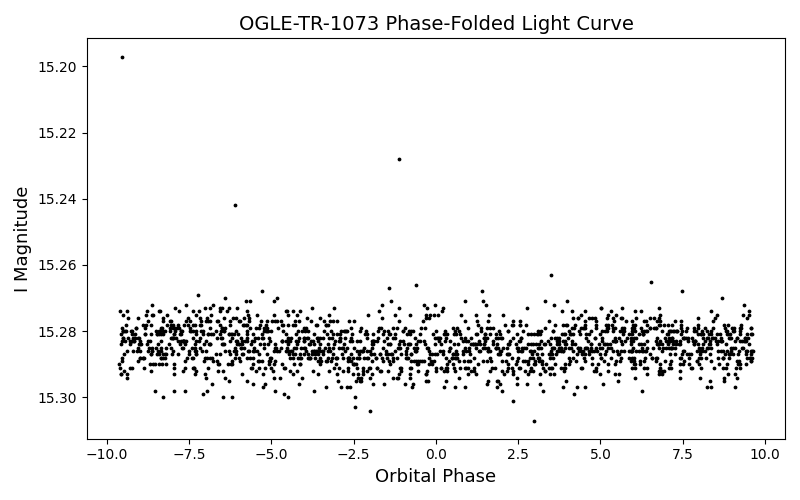 OGLE-TR-1073 Phase-Folded Light Curve
15.20
15.22
15.24
15.26
15.28
15.30
I Magnitude
−10.0 −7.5 −5.0 −2.5 0.0 2.5 5.0 7.5 10.0
Orbital Phase